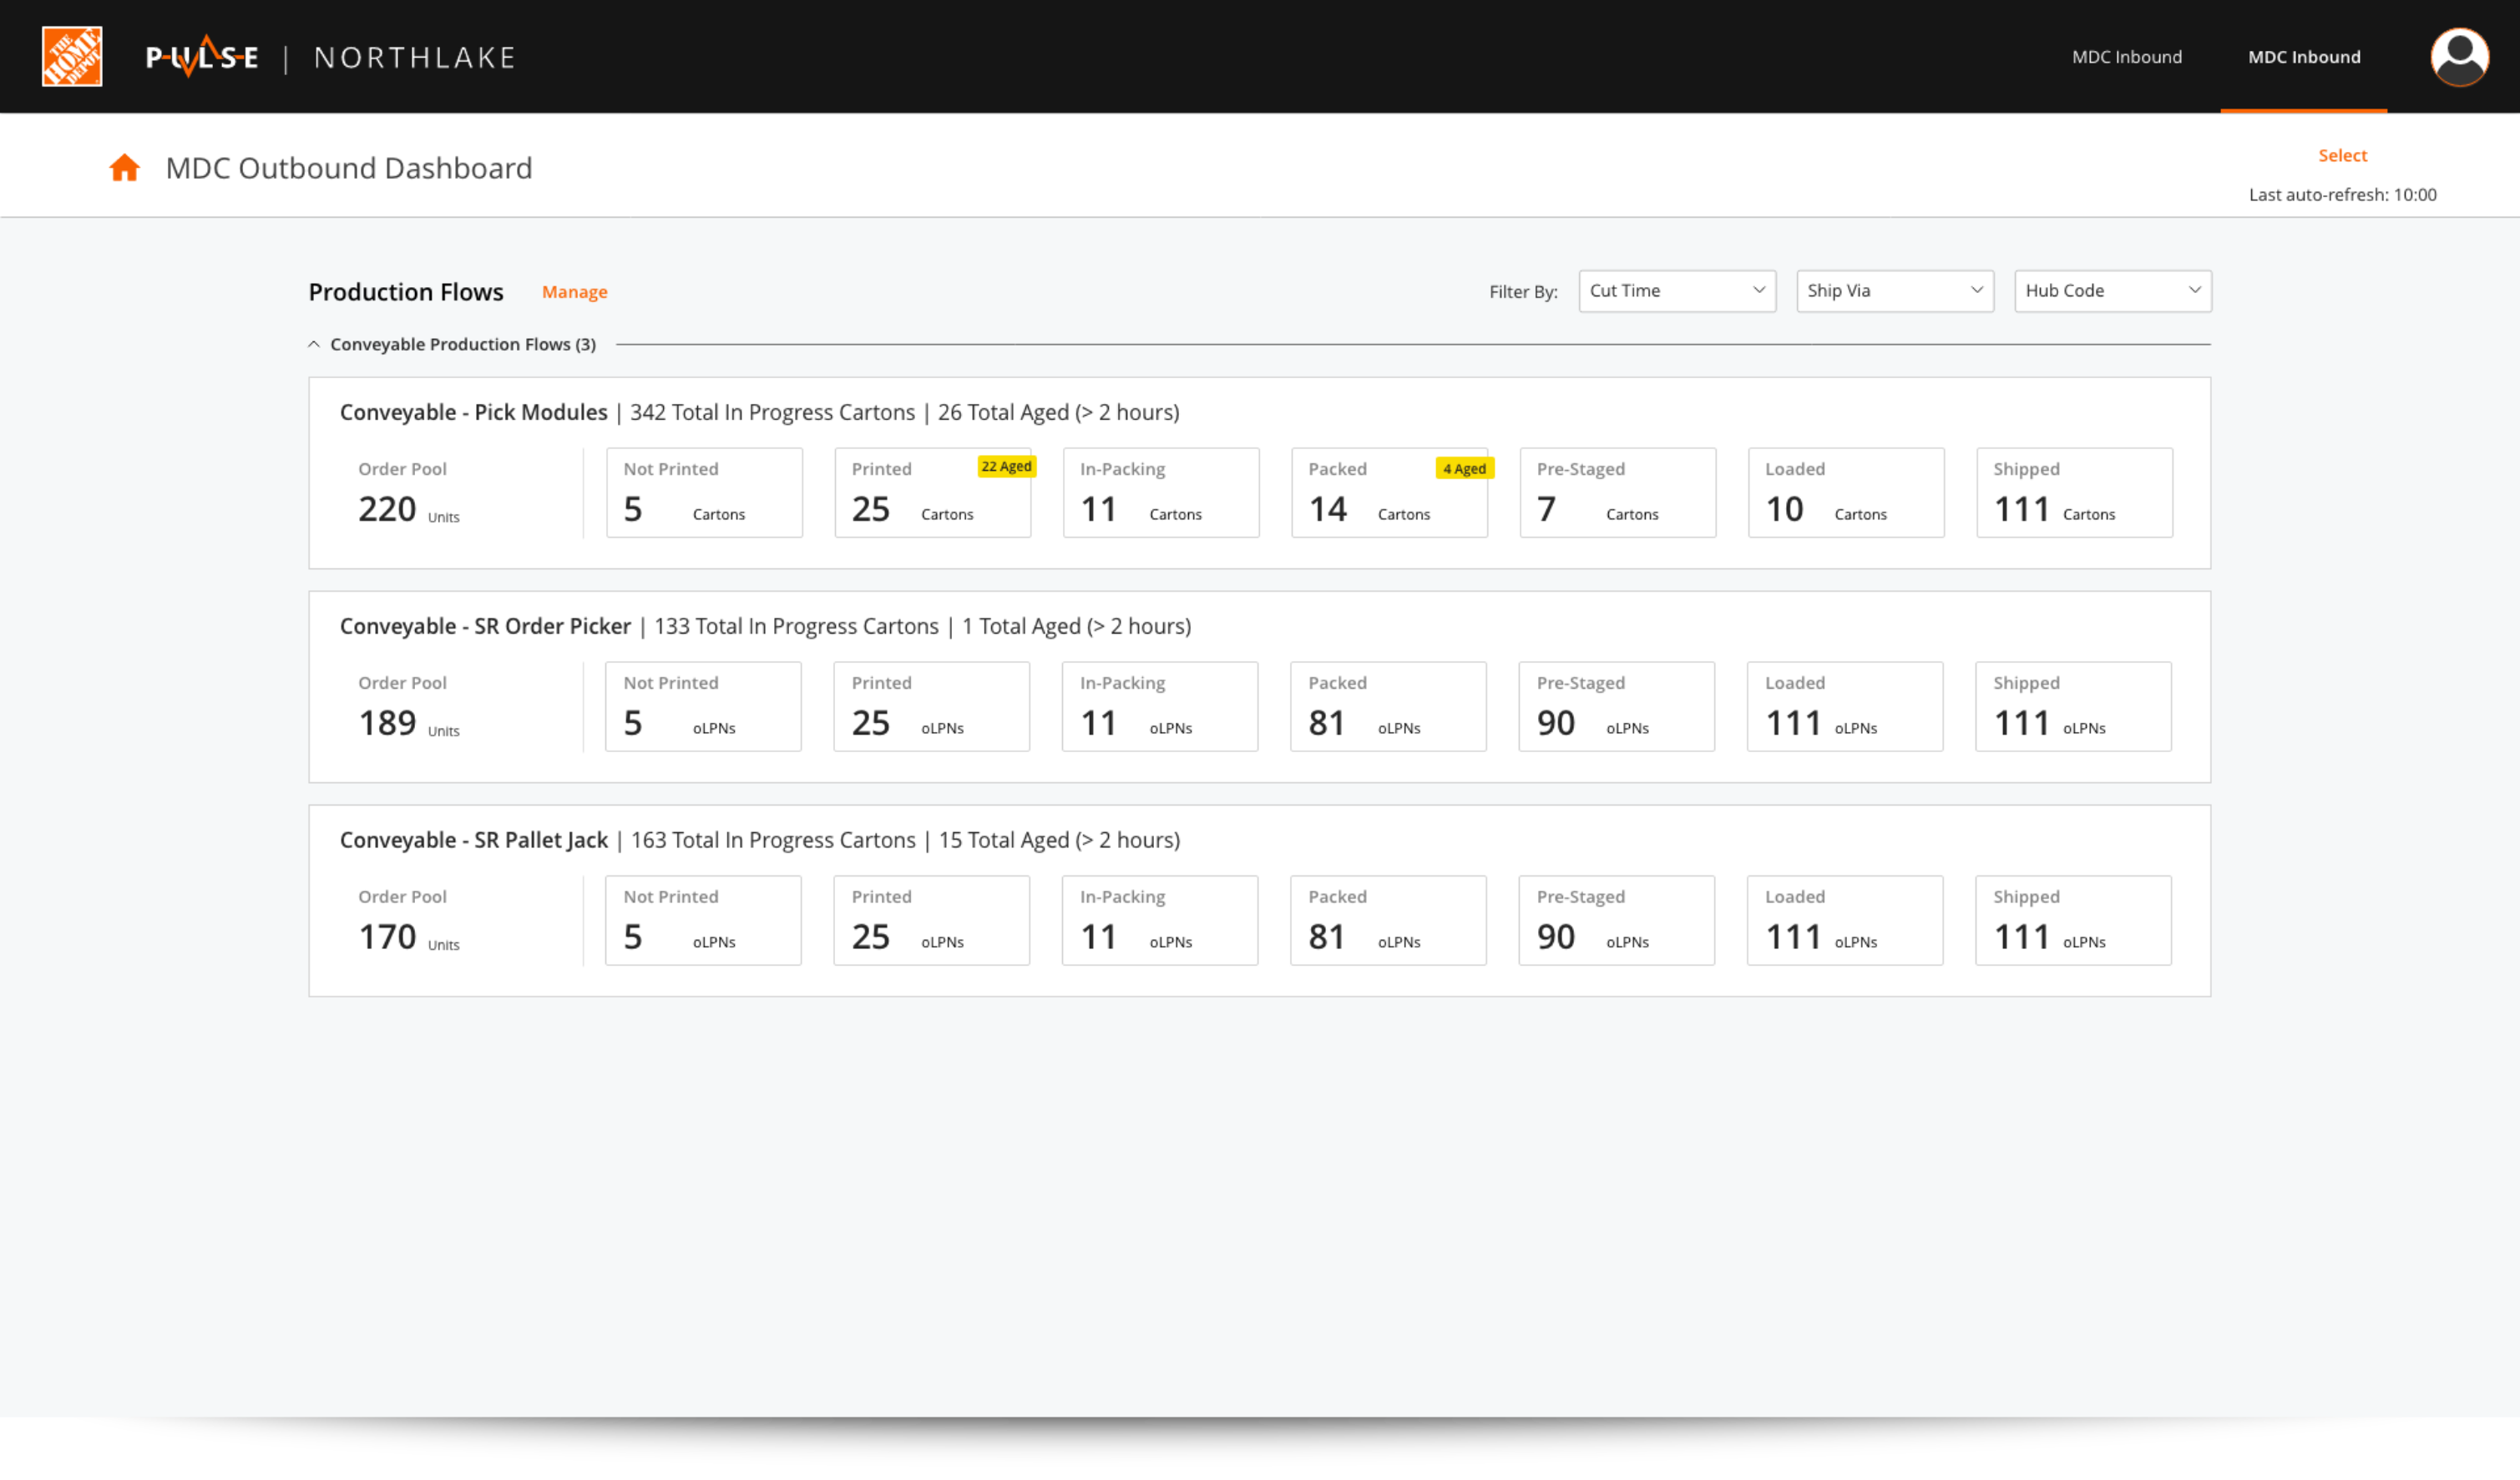 THE HOME DEPOT
PULSE | NORTHLAKE
MDC Inbound
MDC Inbound
MDC Outbound Dashboard
Select
Last auto-refresh: 10:00
Production Flows Manage
Filter By: Cut Time Ship Via Hub Code
Conveyable Production Flows (3)
Conveyable - Pick Modules | 342 Total In Progress Cartons | 26 Total Aged (> 2 hours)
Order Pool Not Printed Printed 22 Aged In-Packing Packed 4 Aged Pre-Staged Loaded Shipped
220 Units 5 Cartons 25 Cartons 11 Cartons 14 Cartons 7 Cartons 10 Cartons 111 Cartons
Conveyable - SR Order Picker | 133 Total In Progress Cartons | 1 Total Aged (> 2 hours)
Order Pool Not Printed Printed In-Packing Packed Pre-Staged Loaded Shipped
189 Units 5 oLPNs 25 oLPNs 11 oLPNs 81 oLPNs 90 oLPNs 111 oLPNs 111 oLPNs
Conveyable - SR Pallet Jack | 163 Total In Progress Cartons | 15 Total Aged (> 2 hours)
Order Pool Not Printed Printed In-Packing Packed Pre-Staged Loaded Shipped
170 Units 5 oLPNs 25 oLPNs 11 oLPNs 81 oLPNs 90 oLPNs 111 oLPNs 111 oLPNs